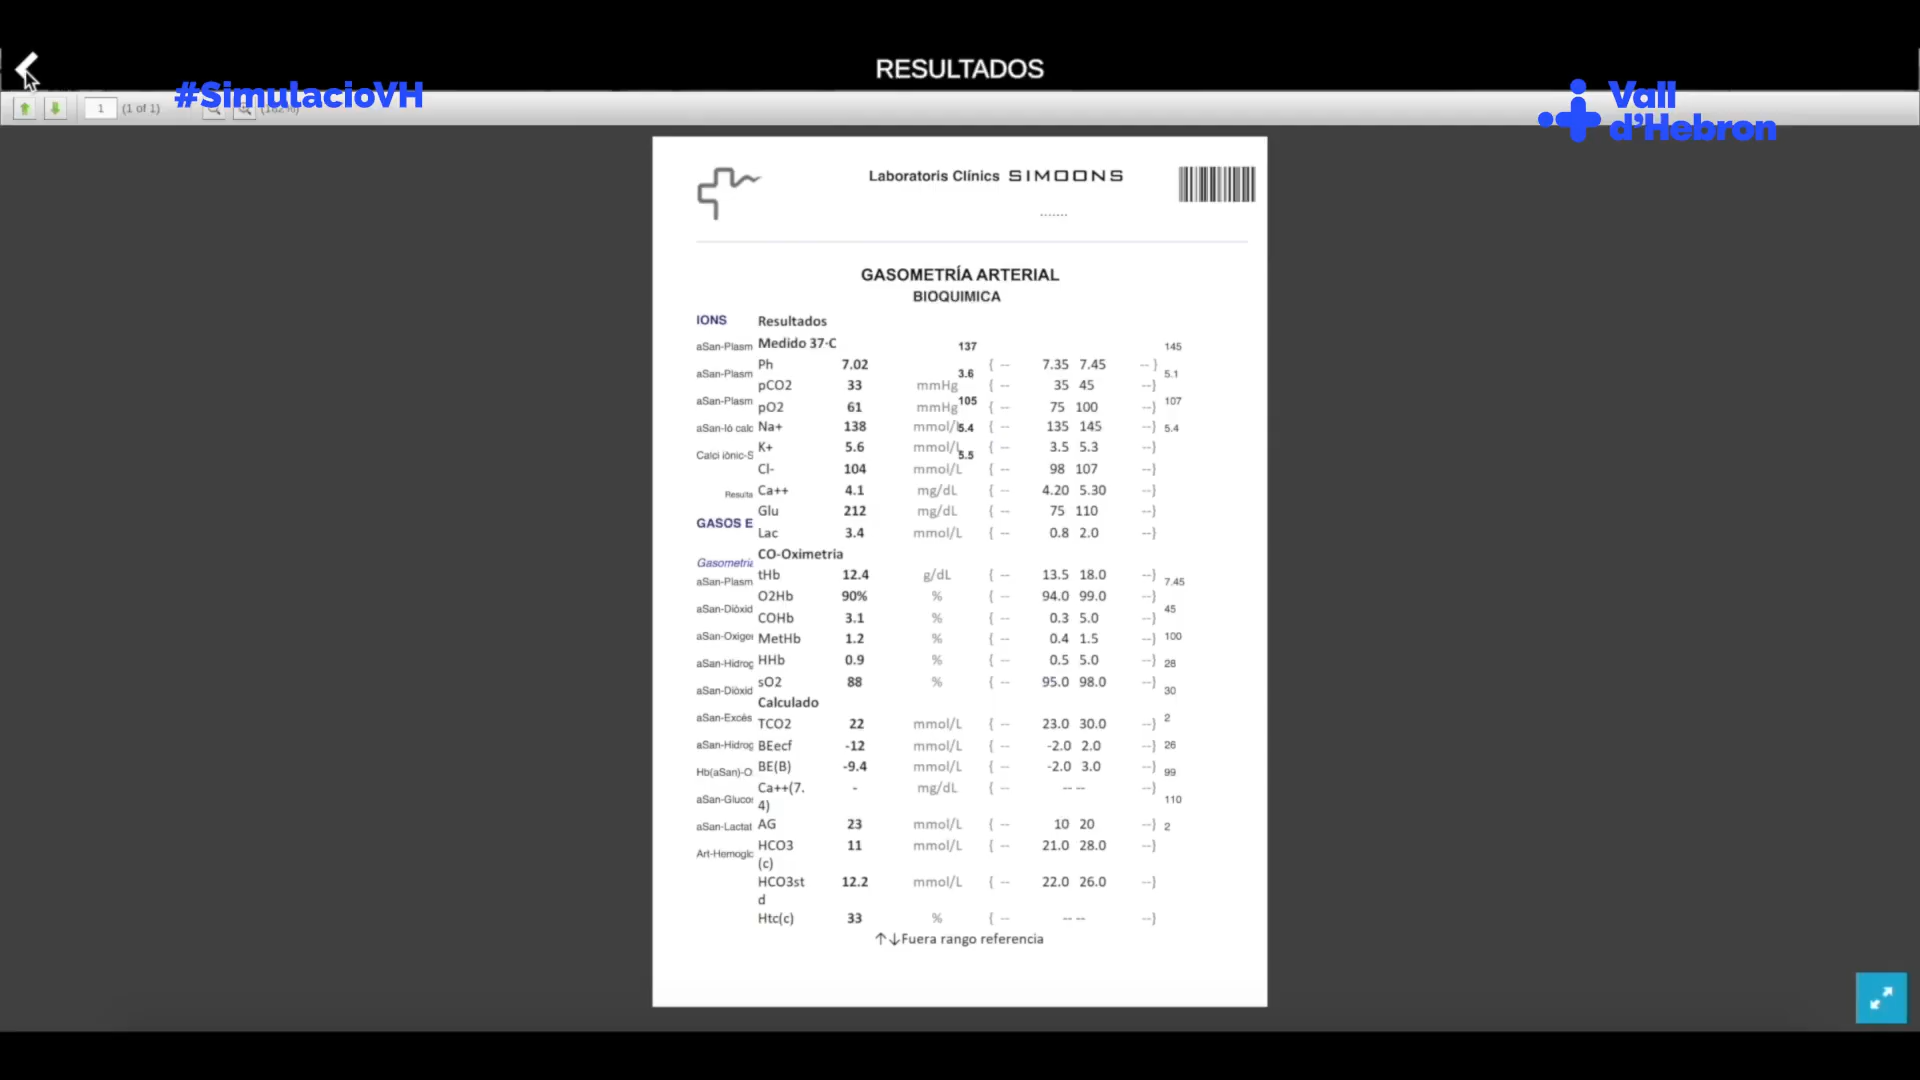 RESULTADOS
#SimulacioVH
Vall
d'Hebron
1 (1 of 1)
Laboratoris Clínics SIMOONS
.......
GASOMETRÍA ARTERIAL
BIOQUIMICA
IONS Resultados
aSan-Plasm Medido 37·C 137 145
Ph 7.02 { -- 7.35 7.45 -- }
aSan-Plasm 3.6 5.1
pCO2 33 mmHg { -- 35 45 --}
aSan-Plasm 105 107
pO2 61 mmHg { -- 75 100 --}
aSan-Ió calc Na+ 138 mmol/ 5.4 { -- 135 145 --} 5.4
K+ 5.6 mmol/L { -- 3.5 5.3 --}
Calci iònic-S 5.5
Cl- 104 mmol/L { -- 98 107 --}
Resulta Ca++ 4.1 mg/dL { -- 4.20 5.30 --}
Glu 212 mg/dL { -- 75 110 --}
GASOS E
Lac 3.4 mmol/L { -- 0.8 2.0 --}
CO-Oximetria
Gasometria
aSan-Plasm tHb 12.4 g/dL { -- 13.5 18.0 --} 7.45
O2Hb 90% % { -- 94.0 99.0 --}
aSan-Diòxid 45
COHb 3.1 % { -- 0.3 5.0 --}
aSan-Oxigen MetHb 1.2 % { -- 0.4 1.5 --} 100
aSan-Hidrog HHb 0.9 % { -- 0.5 5.0 --} 28
sO2 88 % { -- 95.0 98.0 --}
aSan-Diòxid 30
Calculado
aSan-Excés TCO2 22 mmol/L { -- 23.0 30.0 --} 2
aSan-Hidrog BEecf -12 mmol/L { -- -2.0 2.0 --} 26
Hb(aSan)-O BE(B) -9.4 mmol/L { -- -2.0 3.0 --} 99
Ca++(7. - mg/dL { -- -- -- --}
aSan-Glucos 4) 110
aSan-Lactat AG 23 mmol/L { -- 10 20 --} 2
Art-Hemoglo HCO3 11 mmol/L { -- 21.0 28.0 --}
(c)
HCO3st 12.2 mmol/L { -- 22.0 26.0 --}
d
Htc(c) 33 % { -- -- -- --}
↑↓Fuera rango referencia